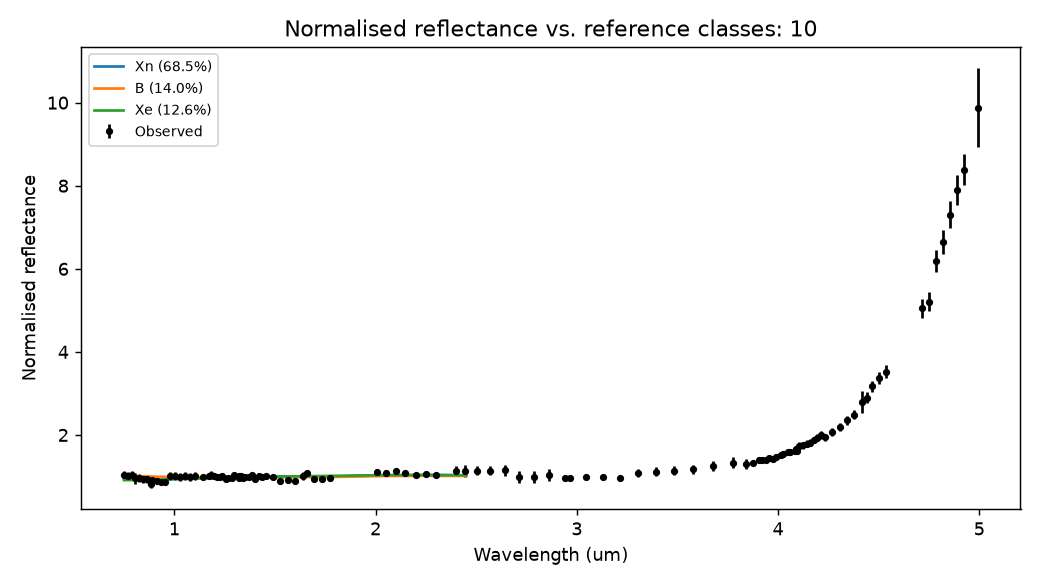 Normalised reflectance vs. reference classes: 10
Xn (68.5%)
B (14.0%)
Xe (12.6%)
Observed
Normalised reflectance
10
8
6
4
2
1
2
3
4
5
Wavelength (um)